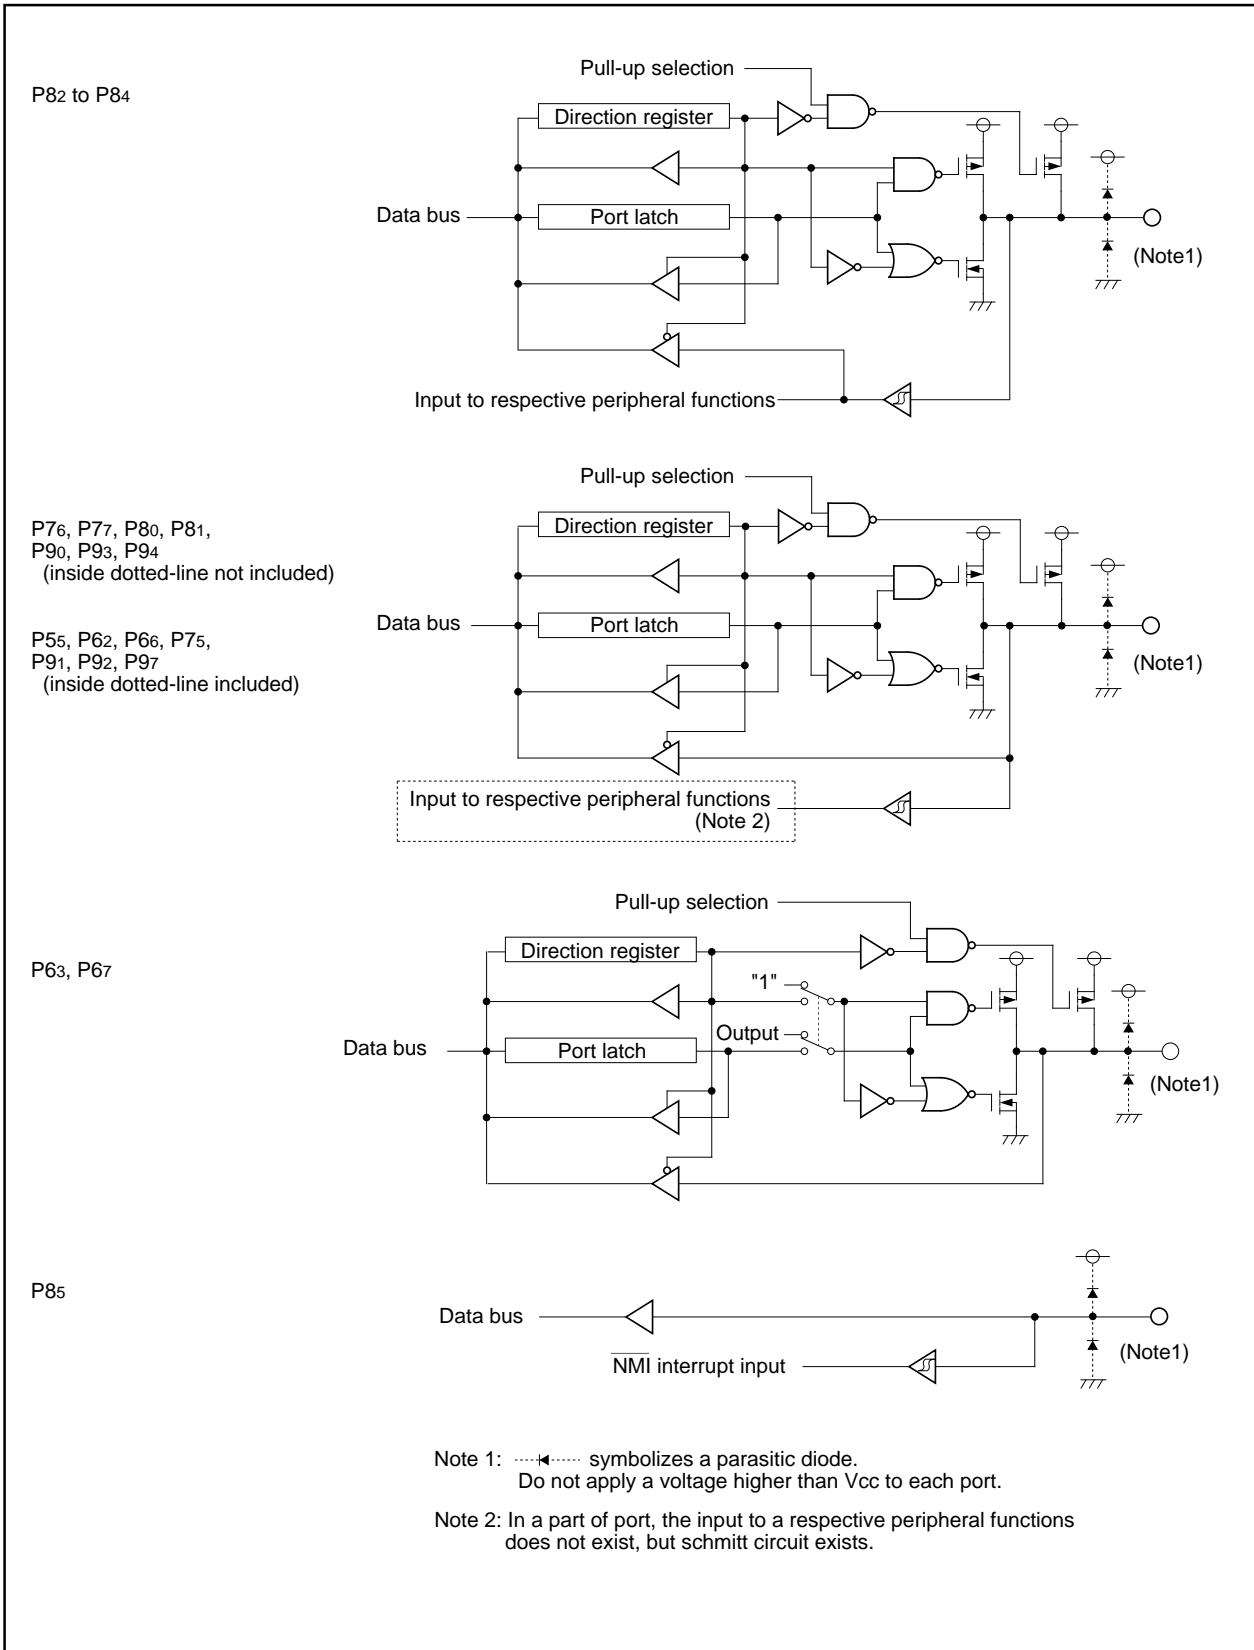 P82 to P84
Pull-up selection
Direction register
Data bus
Port latch
(Note1)
Input to respective peripheral functions
P76, P77, P80, P81,
P90, P93, P94
(inside dotted-line not included)
P55, P62, P66, P75,
P91, P92, P97
(inside dotted-line included)
Pull-up selection
Direction register
Data bus
Port latch
(Note1)
Input to respective peripheral functions
(Note 2)
P63, P67
Pull-up selection
Direction register
"1"
Output
Data bus
Port latch
(Note1)
P85
Data bus
NMI interrupt input
(Note1)
Note 1: symbolizes a parasitic diode.
Do not apply a voltage higher than Vcc to each port.
Note 2: In a part of port, the input to a respective peripheral functions
does not exist, but schmitt circuit exists.